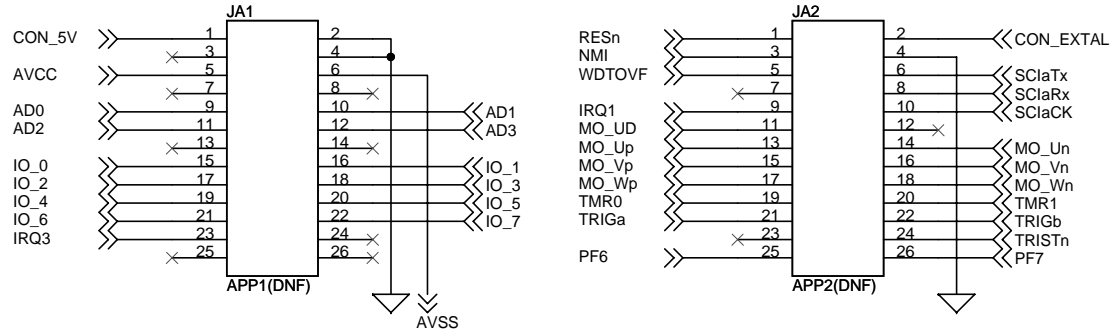 JA1
CON_5V 1 2
3 4
AVCC 5 6
7 8
AD0 9 10 AD1
AD2 11 12 AD3
13 14
IO_0 15 16 IO_1
IO_2 17 18 IO_3
IO_4 19 20 IO_5
IO_6 21 22 IO_7
IRQ3 23 24
25 26
APP1(DNF)
AVSS
JA2
RESn 1 2 CON_EXTAL
NMI 3 4
WDTOVF 5 6 SCIaTx
7 8 SCIaRx
IRQ1 9 10 SCIaCK
MO_UD 11 12
MO_Up 13 14 MO_Un
MO_Vp 15 16 MO_Vn
MO_Wp 17 18 MO_Wn
TMR0 19 20 TMR1
TRIGa 21 22 TRIGb
23 24 TRISTn
PF6 25 26 PF7
APP2(DNF)